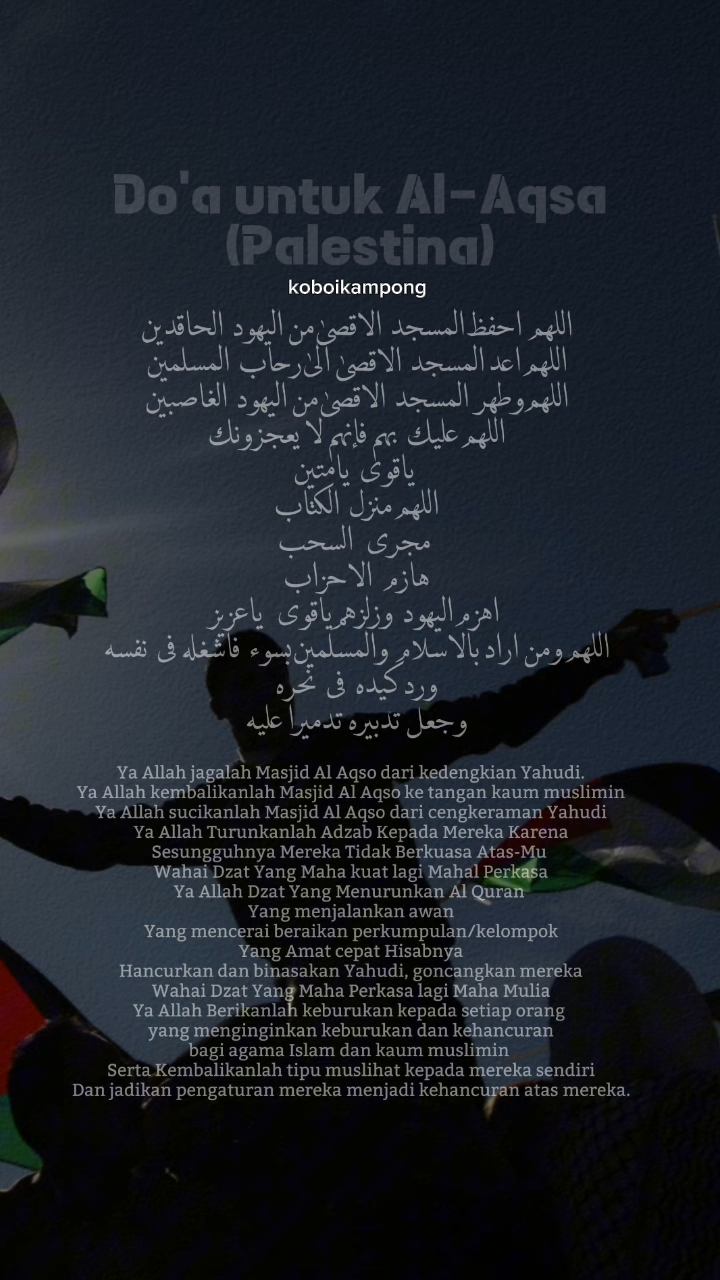 Do'a untuk Al-Aqsa
(Palestina)
koboikampong
اللهم احفظ المسجد الاقصىٰ من اليهود الحاقدين
اللهم اعد المسجد الاقصىٰ الىٰ رحاب المسلمين
اللهم وطهر المسجد الاقصىٰ من اليهود الغاصبين
اللهم عليك بهم فإنهم لا يعجزونك
ياقوى يامتين
اللهم منزل الكتاب
مجرى السحب
هازم الاحزاب
اهزم اليهود وزلزهم ياقوى ياعزيز
اللهم ومن اراد بالاسلام والمسلمين بسوء فاشغله فى نفسه
ورد كيده فى نحره
وجعل تدبيره تدميرا عليه
Ya Allah jagalah Masjid Al Aqso dari kedengkian Yahudi.
Ya Allah kembalikanlah Masjid Al Aqso ke tangan kaum muslimin
Ya Allah sucikanlah Masjid Al Aqso dari cengkeraman Yahudi
Ya Allah Turunkanlah Adzab Kepada Mereka Karena
Sesungguhnya Mereka Tidak Berkuasa Atas-Mu
Wahai Dzat Yang Maha kuat lagi Mahal Perkasa
Ya Allah Dzat Yang Menurunkan Al Quran
Yang menjalankan awan
Yang mencerai beraikan perkumpulan/kelompok
Yang Amat cepat Hisabnya
Hancurkan dan binasakan Yahudi, goncangkan mereka
Wahai Dzat Yang Maha Perkasa lagi Maha Mulia
Ya Allah Berikanlah keburukan kepada setiap orang
yang menginginkan keburukan dan kehancuran
bagi agama Islam dan kaum muslimin
Serta Kembalikanlah tipu muslihat kepada mereka sendiri
Dan jadikan pengaturan mereka menjadi kehancuran atas mereka.